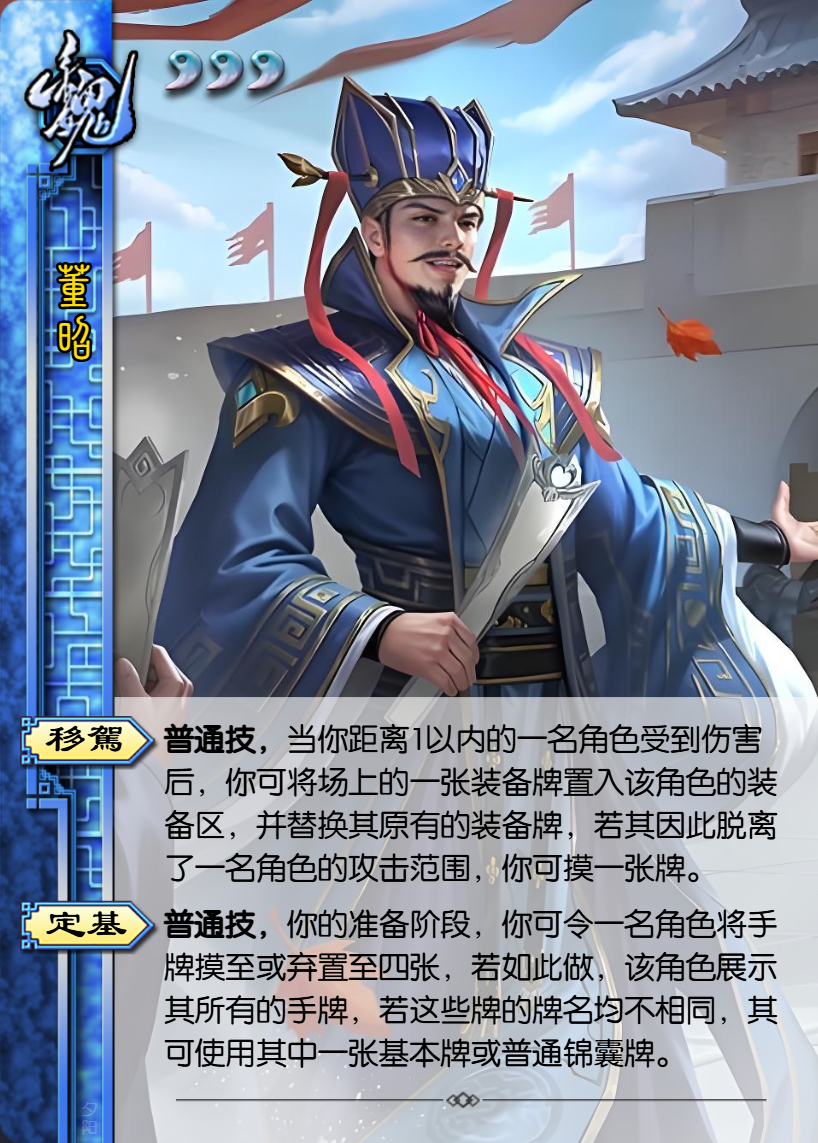 魏
董昭
移駕
普通技，当你距离1以内的一名角色受到伤害
后，你可将场上的一张装备牌置入该角色的装
备区，并替换其原有的装备牌，若其因此脱离
了一名角色的攻击范围，你可摸一张牌。
定基
普通技，你的准备阶段，你可令一名角色将手
牌摸至或弃置至四张，若如此做，该角色展示
其所有的手牌，若这些牌的牌名均不相同，其
可使用其中一张基本牌或普通锦囊牌。
夕阳